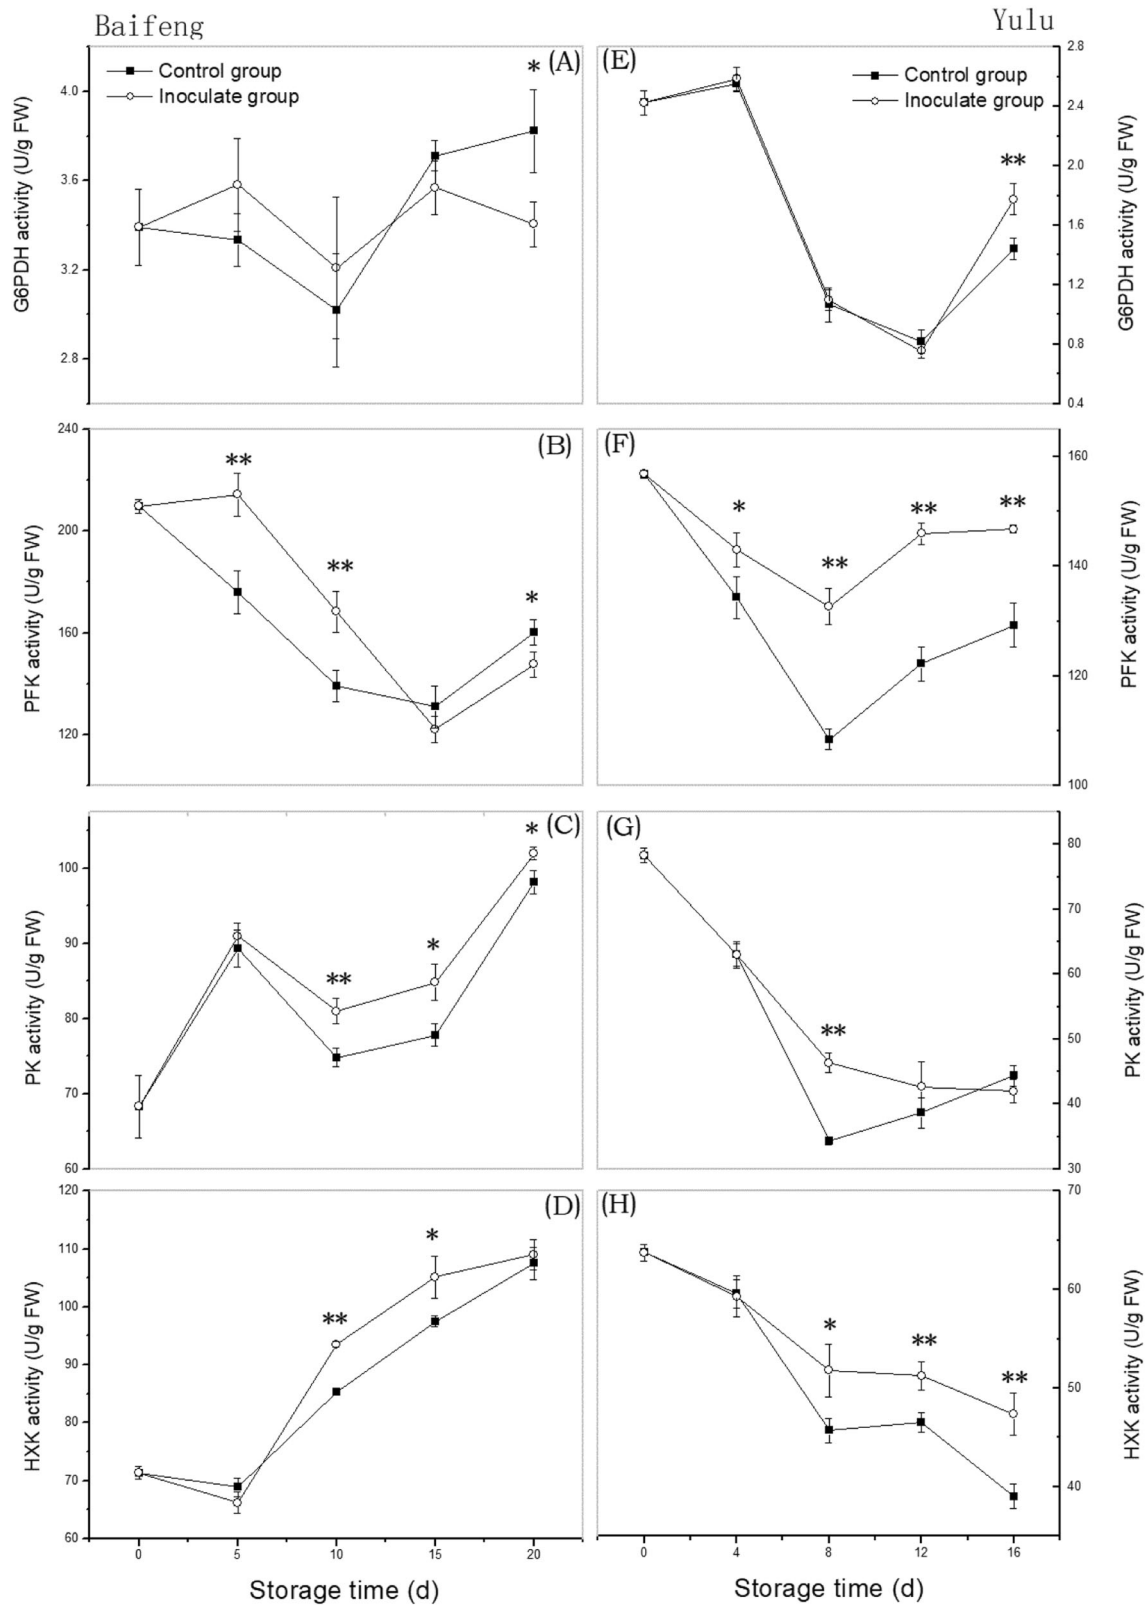 Baifeng
Yulu
Control group
Inoculate group
(A)
*
4.0
3.6
3.2
2.8
G6PDH activity (U/g FW)
(E)
Control group
Inoculate group
**
2.8
2.4
2.0
1.6
1.2
0.8
0.4
G6PDH activity (U/g FW)
(B)
**
**
*
240
200
160
120
PFK activity (U/g FW)
(F)
*
**
**
**
160
140
120
100
PFK activity (U/g FW)
(C)
*
**
*
100
90
80
70
60
PK activity (U/g FW)
(G)
**
80
70
60
50
40
30
PK activity (U/g FW)
(D)
**
*
120
110
100
90
80
70
60
HXK activity (U/g FW)
(H)
*
**
**
70
60
50
40
HXK activity (U/g FW)
0 5 10 15 20
Storage time (d)
0 4 8 12 16
Storage time (d)